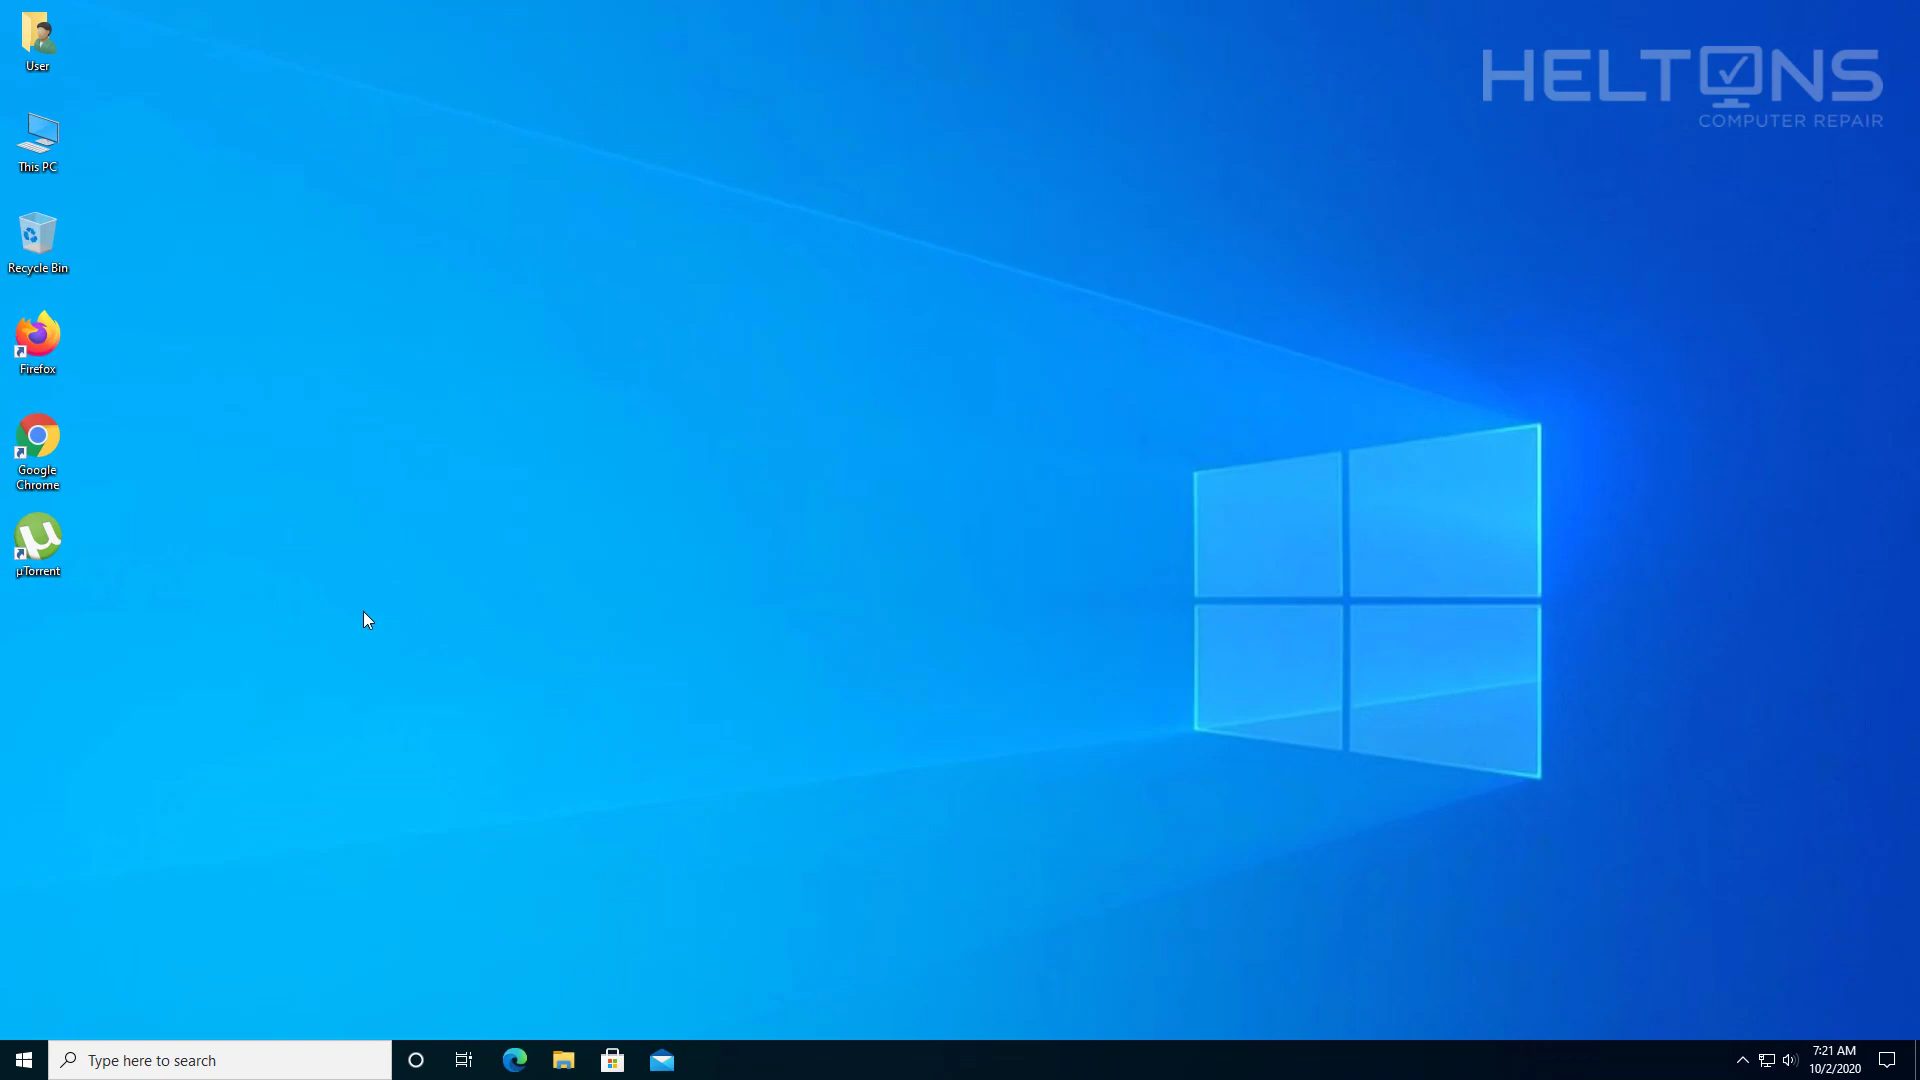 User
This PC
Recycle Bin
Firefox
Google
Chrome
µTorrent
HELTONS
COMPUTER REPAIR
Type here to search
7:21 AM
10/2/2020